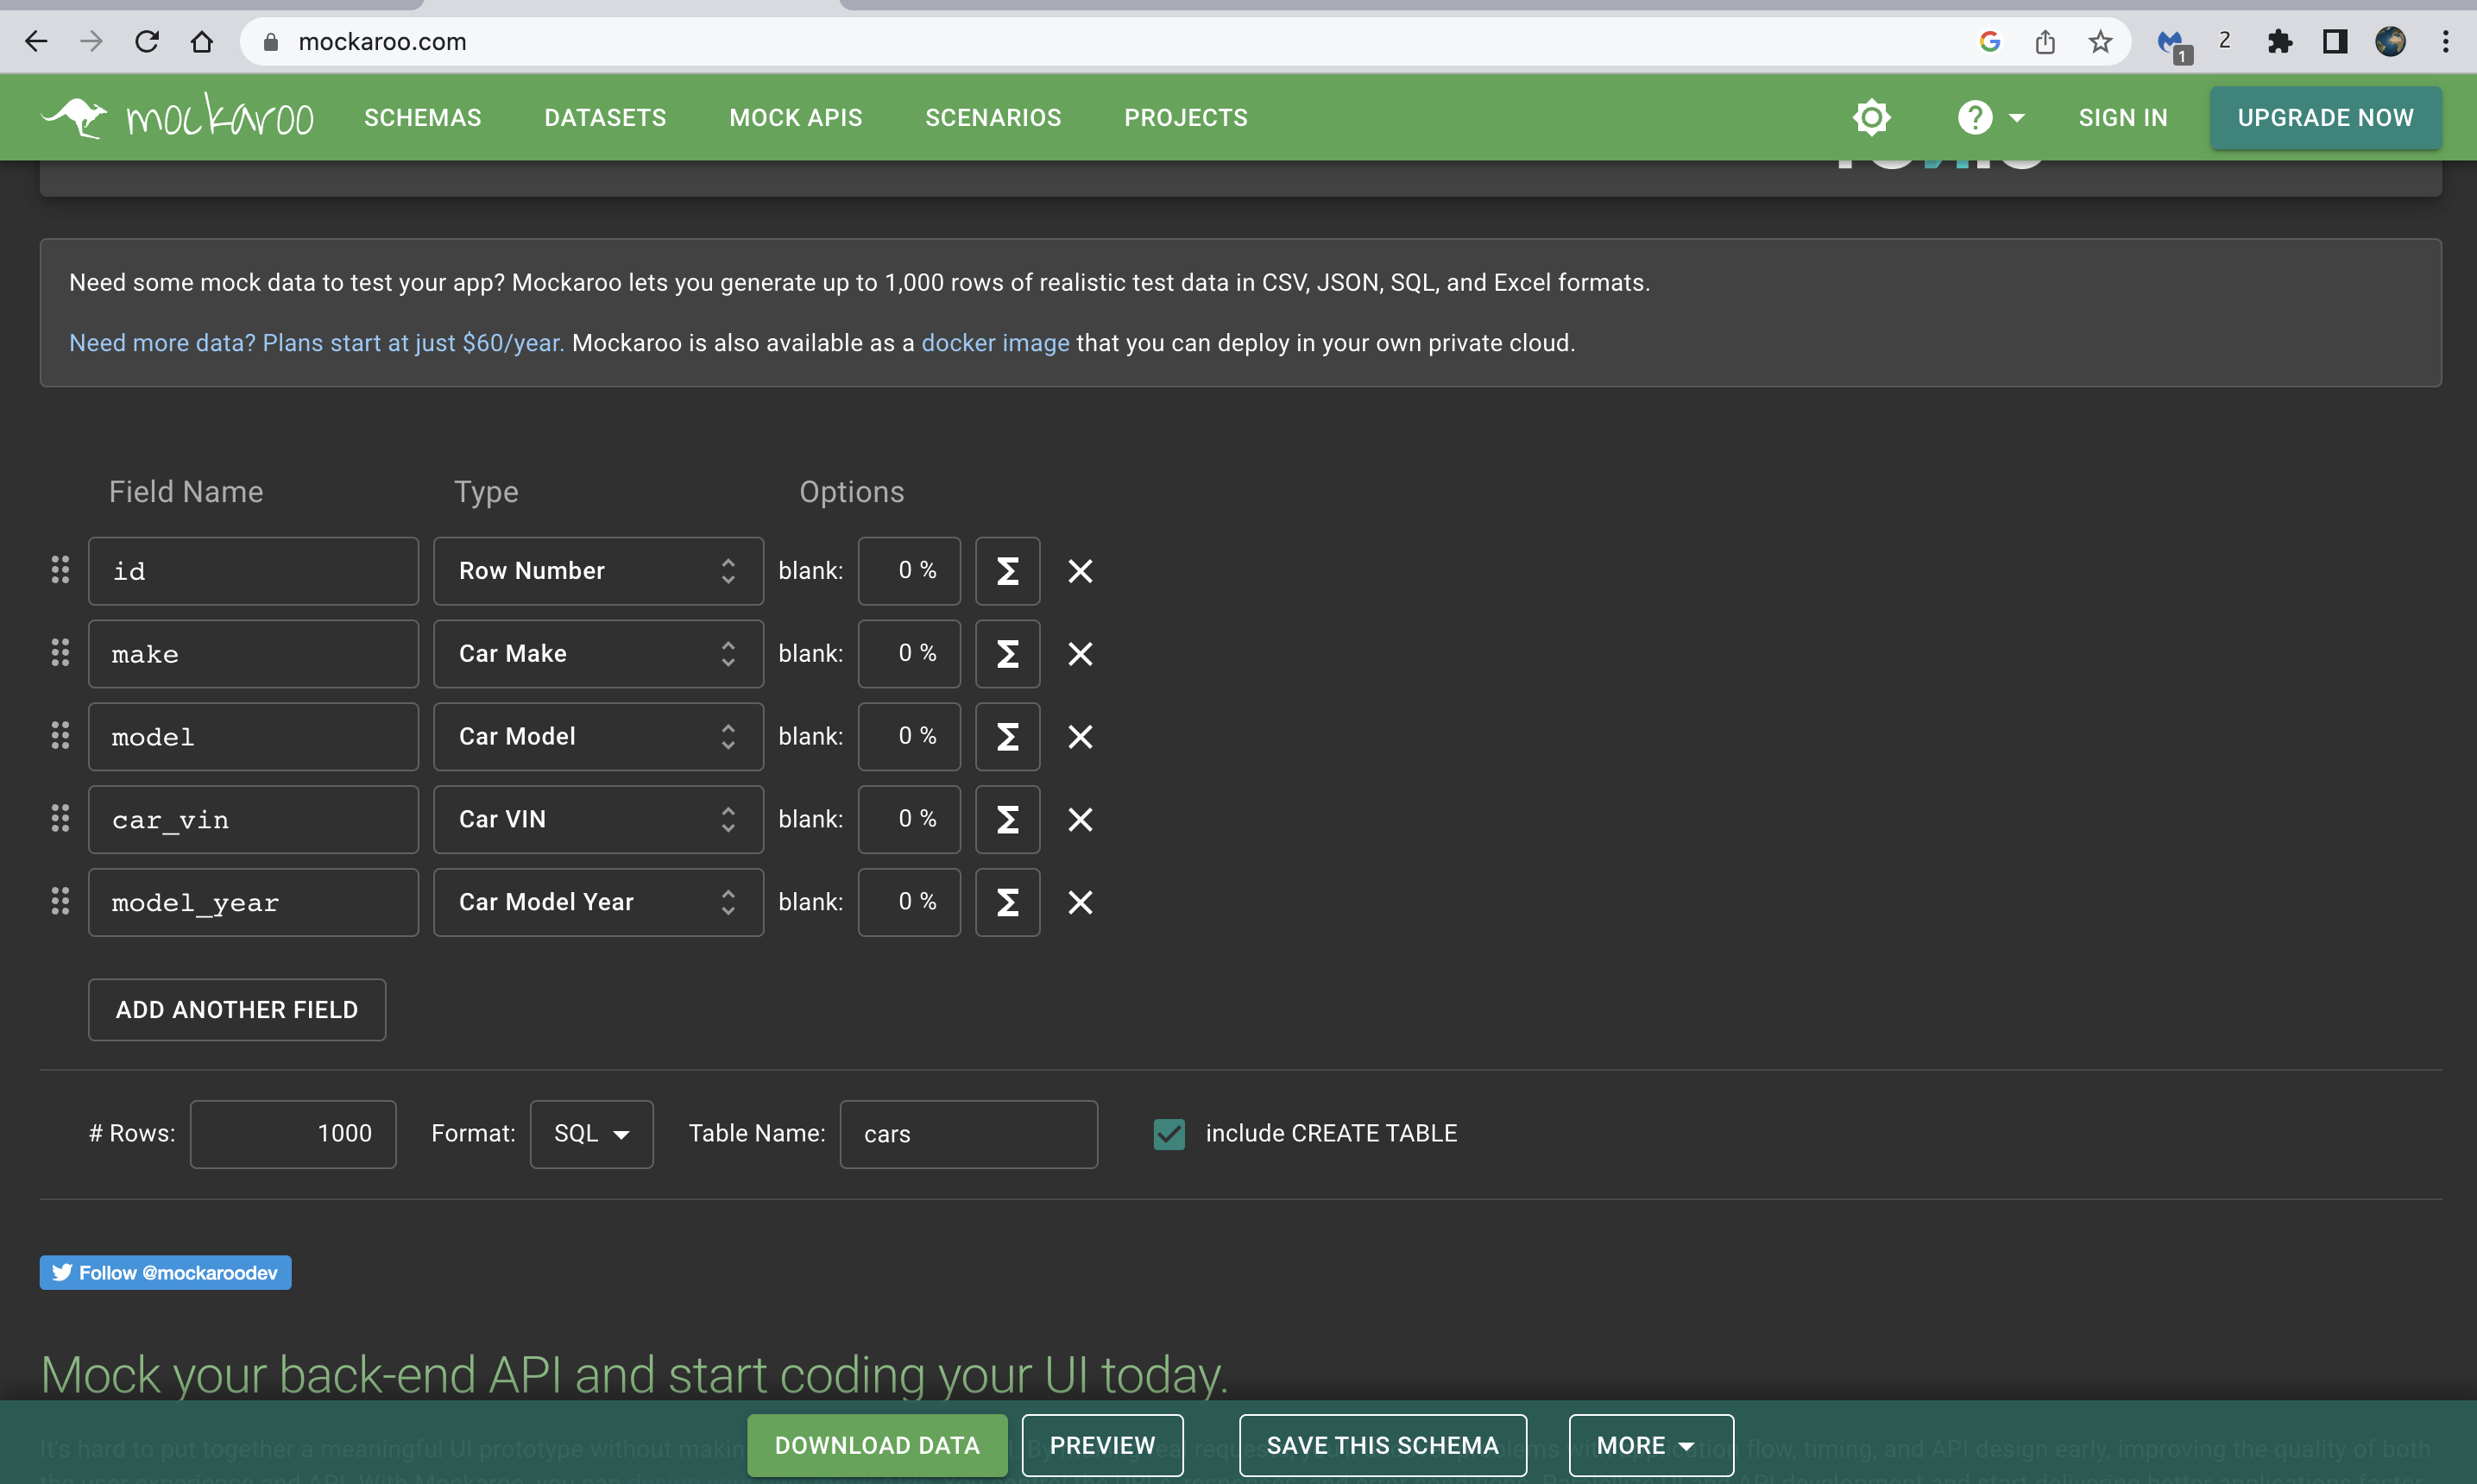 mockaroo.com
1
2
mockaroo SCHEMAS DATASETS MOCK APIS SCENARIOS PROJECTS ? SIGN IN UPGRADE NOW
Need some mock data to test your app? Mockaroo lets you generate up to 1,000 rows of realistic test data in CSV, JSON, SQL, and Excel formats.
Need more data? Plans start at just $60/year. Mockaroo is also available as a docker image that you can deploy in your own private cloud.
Field Name Type Options
id Row Number blank: 0 % Σ
make Car Make blank: 0 % Σ
model Car Model blank: 0 % Σ
car_vin Car VIN blank: 0 % Σ
model_year Car Model Year blank: 0 % Σ
ADD ANOTHER FIELD
# Rows: 1000 Format: SQL Table Name: cars include CREATE TABLE
Follow @mockaroodev
Mock your back-end API and start coding your UI today.
DOWNLOAD DATA PREVIEW SAVE THIS SCHEMA MORE
It's hard to put together a meaningful UI prototype without flow, timing, and API design early, improving the quality of both